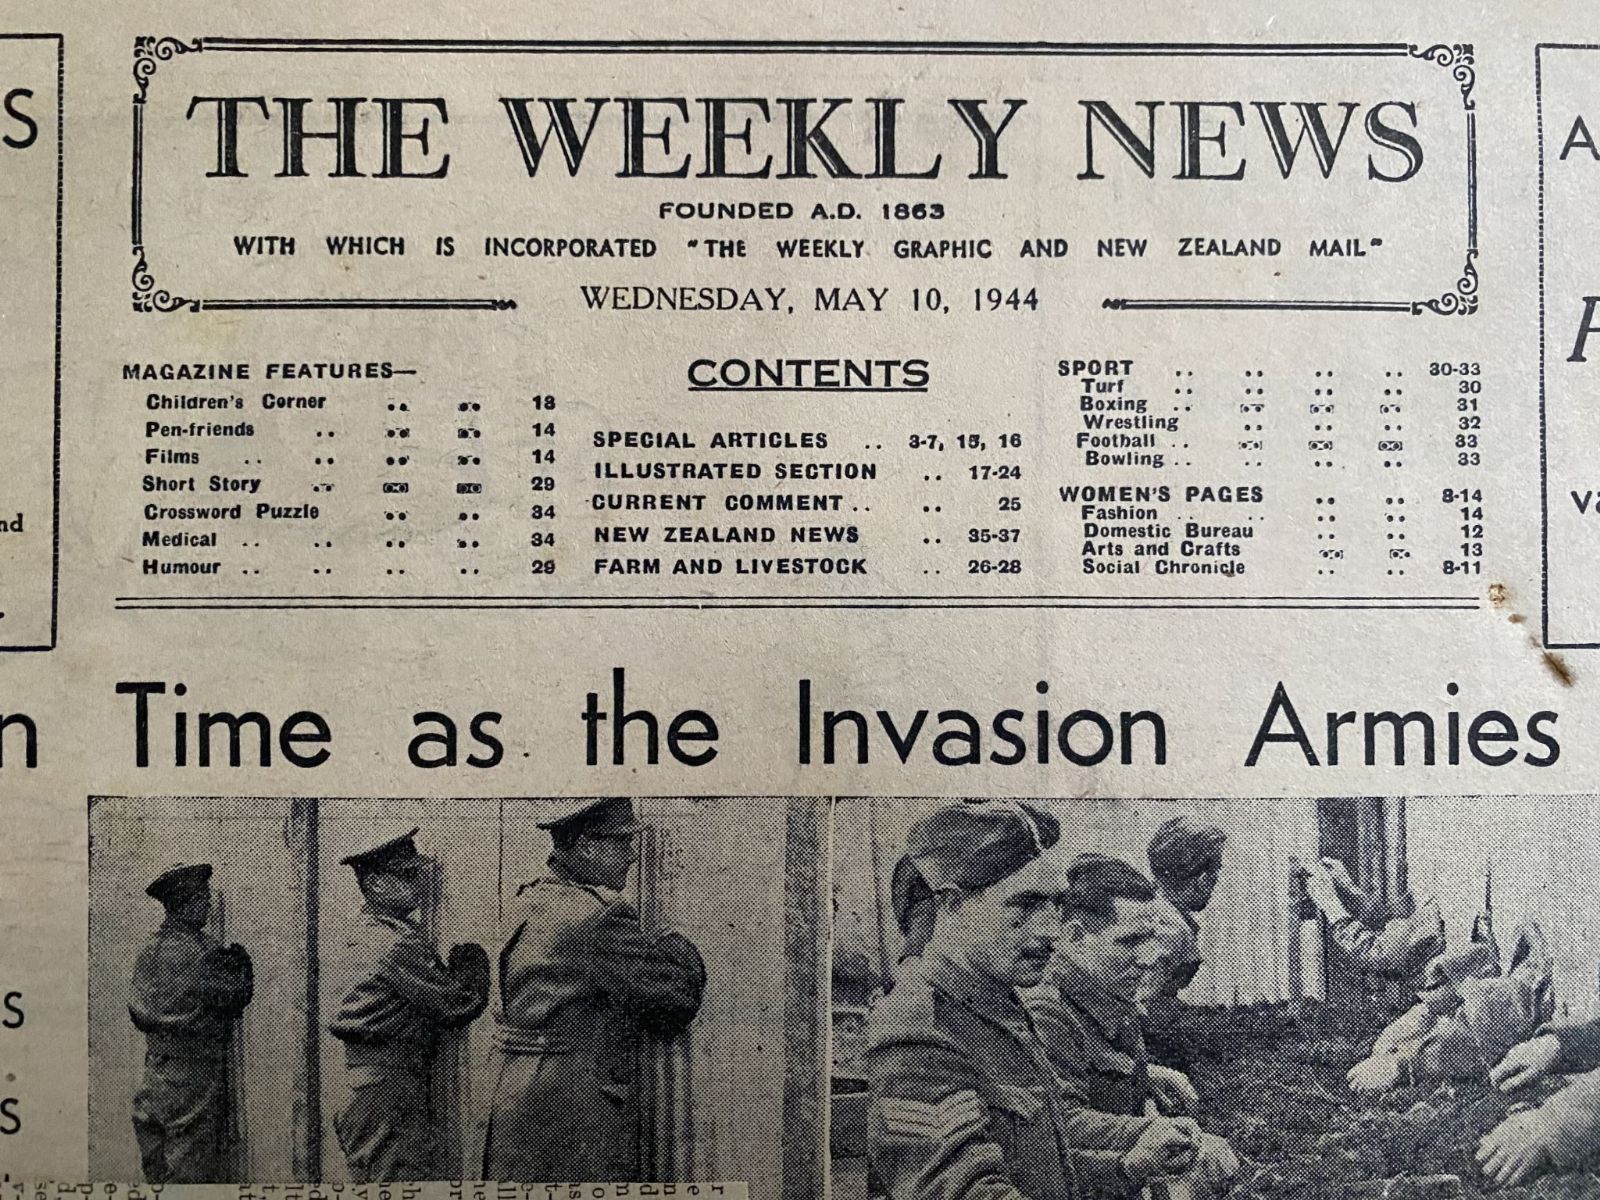 THE WEEKLY NEWS
FOUNDED A.D. 1863
WITH WHICH IS INCORPORATED "THE WEEKLY GRAPHIC AND NEW ZEALAND MAIL"
WEDNESDAY, MAY 10, 1944
MAGAZINE FEATURES—
Children's Corner .. .. 18
Pen-friends .. .. .. 14
Films .. .. .. .. 14
Short Story .. .. .. 29
Crossword Puzzle .. .. 34
Medical .. .. .. .. 34
Humour .. .. .. .. 29
CONTENTS
SPECIAL ARTICLES .. 3-7, 15, 16
ILLUSTRATED SECTION .. 17-24
CURRENT COMMENT .. .. 25
NEW ZEALAND NEWS .. 35-37
FARM AND LIVESTOCK .. 26-28
SPORT .. .. .. .. 30-33
Turf .. .. .. .. 30
Boxing .. .. .. .. 31
Wrestling .. .. .. 32
Football .. .. .. .. 33
Bowling .. .. .. .. 33
WOMEN'S PAGES .. .. 8-14
Fashion .. .. .. .. 14
Domestic Bureau .. .. 12
Arts and Crafts .. .. 13
Social Chronicle .. .. 8-11
S
nd
A
n Time as the Invasion Armies
S
S